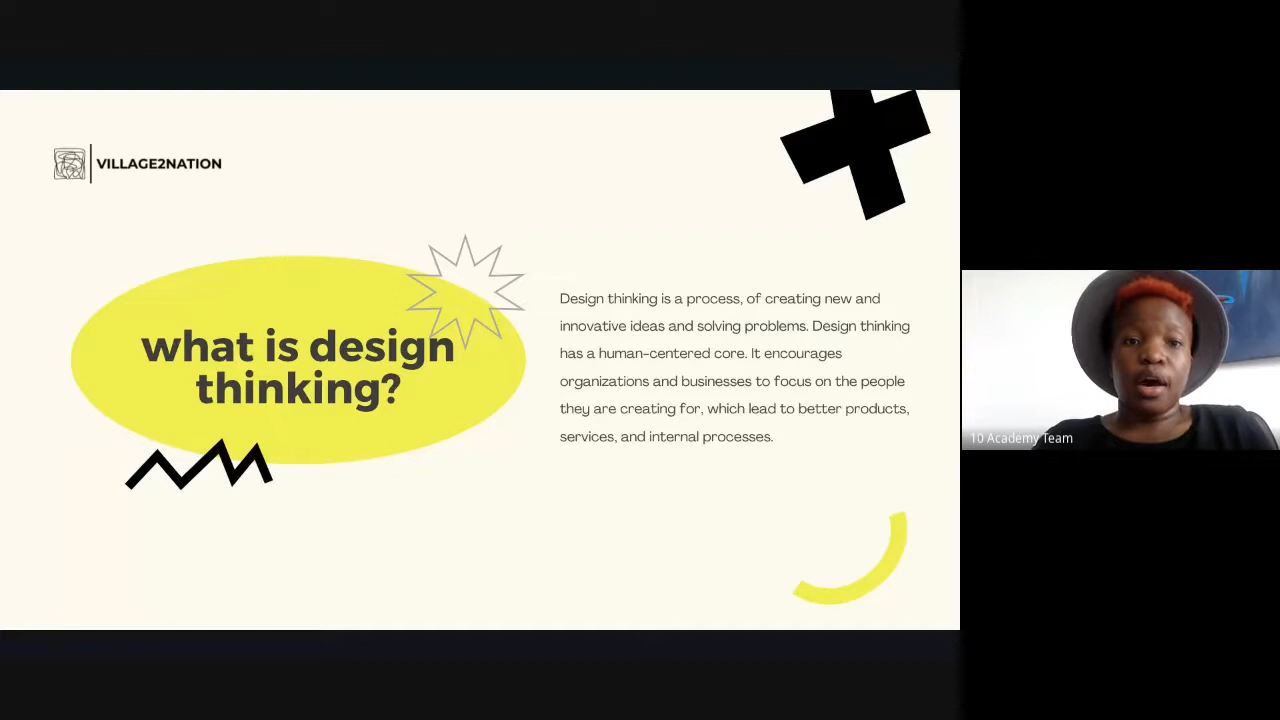 VILLAGE2NATION
what is design
thinking?
Design thinking is a process, of creating new and
innovative ideas and solving problems. Design thinking
has a human-centered core. It encourages
organizations and businesses to focus on the people
they are creating for, which lead to better products,
services, and internal processes.
10 Academy Team